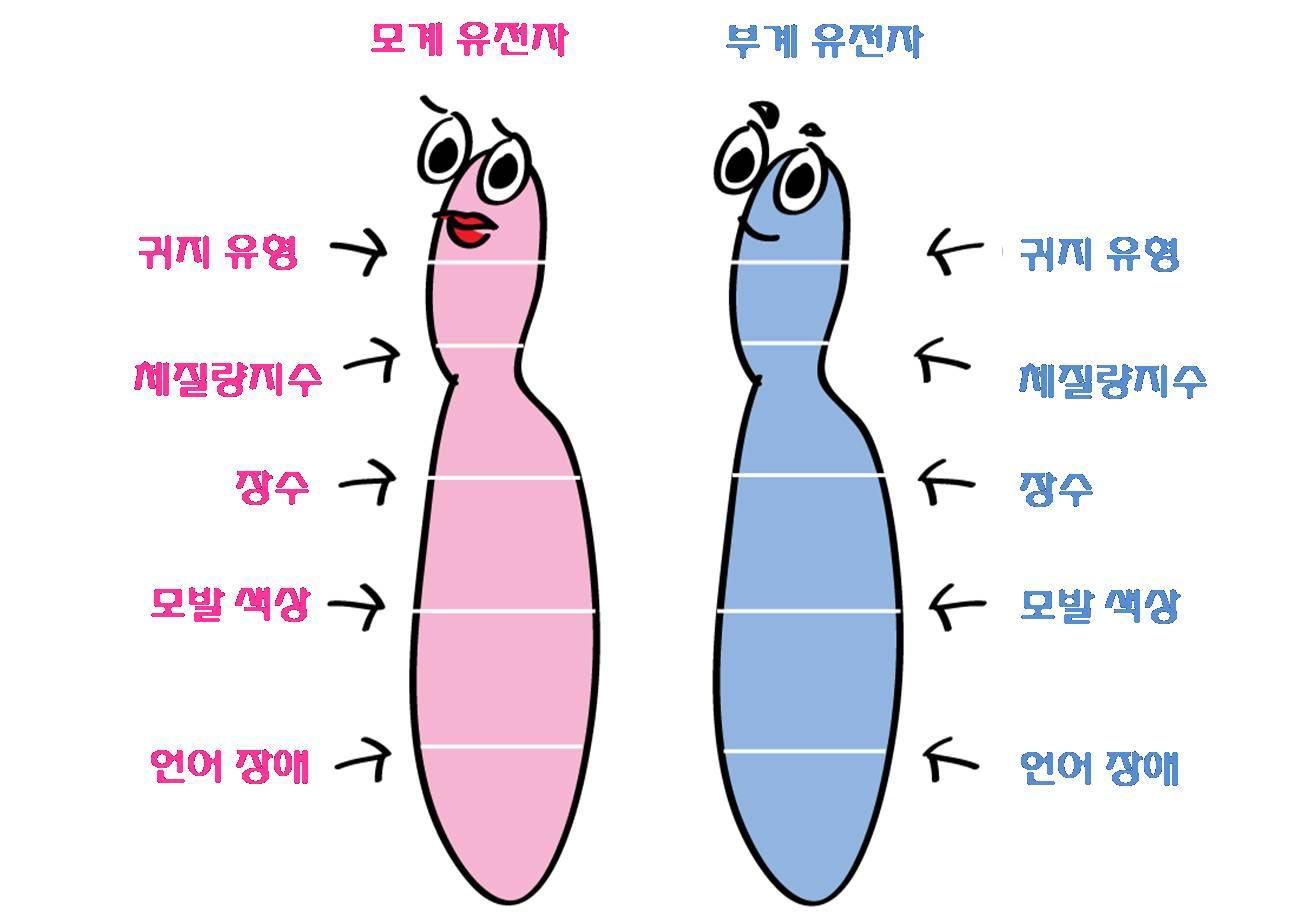 모계 유전자 부계 유전자
귀지 유형 귀지 유형
체질량지수 체질량지수
장수 장수
모발 색상 모발 색상
언어 장애 언어 장애